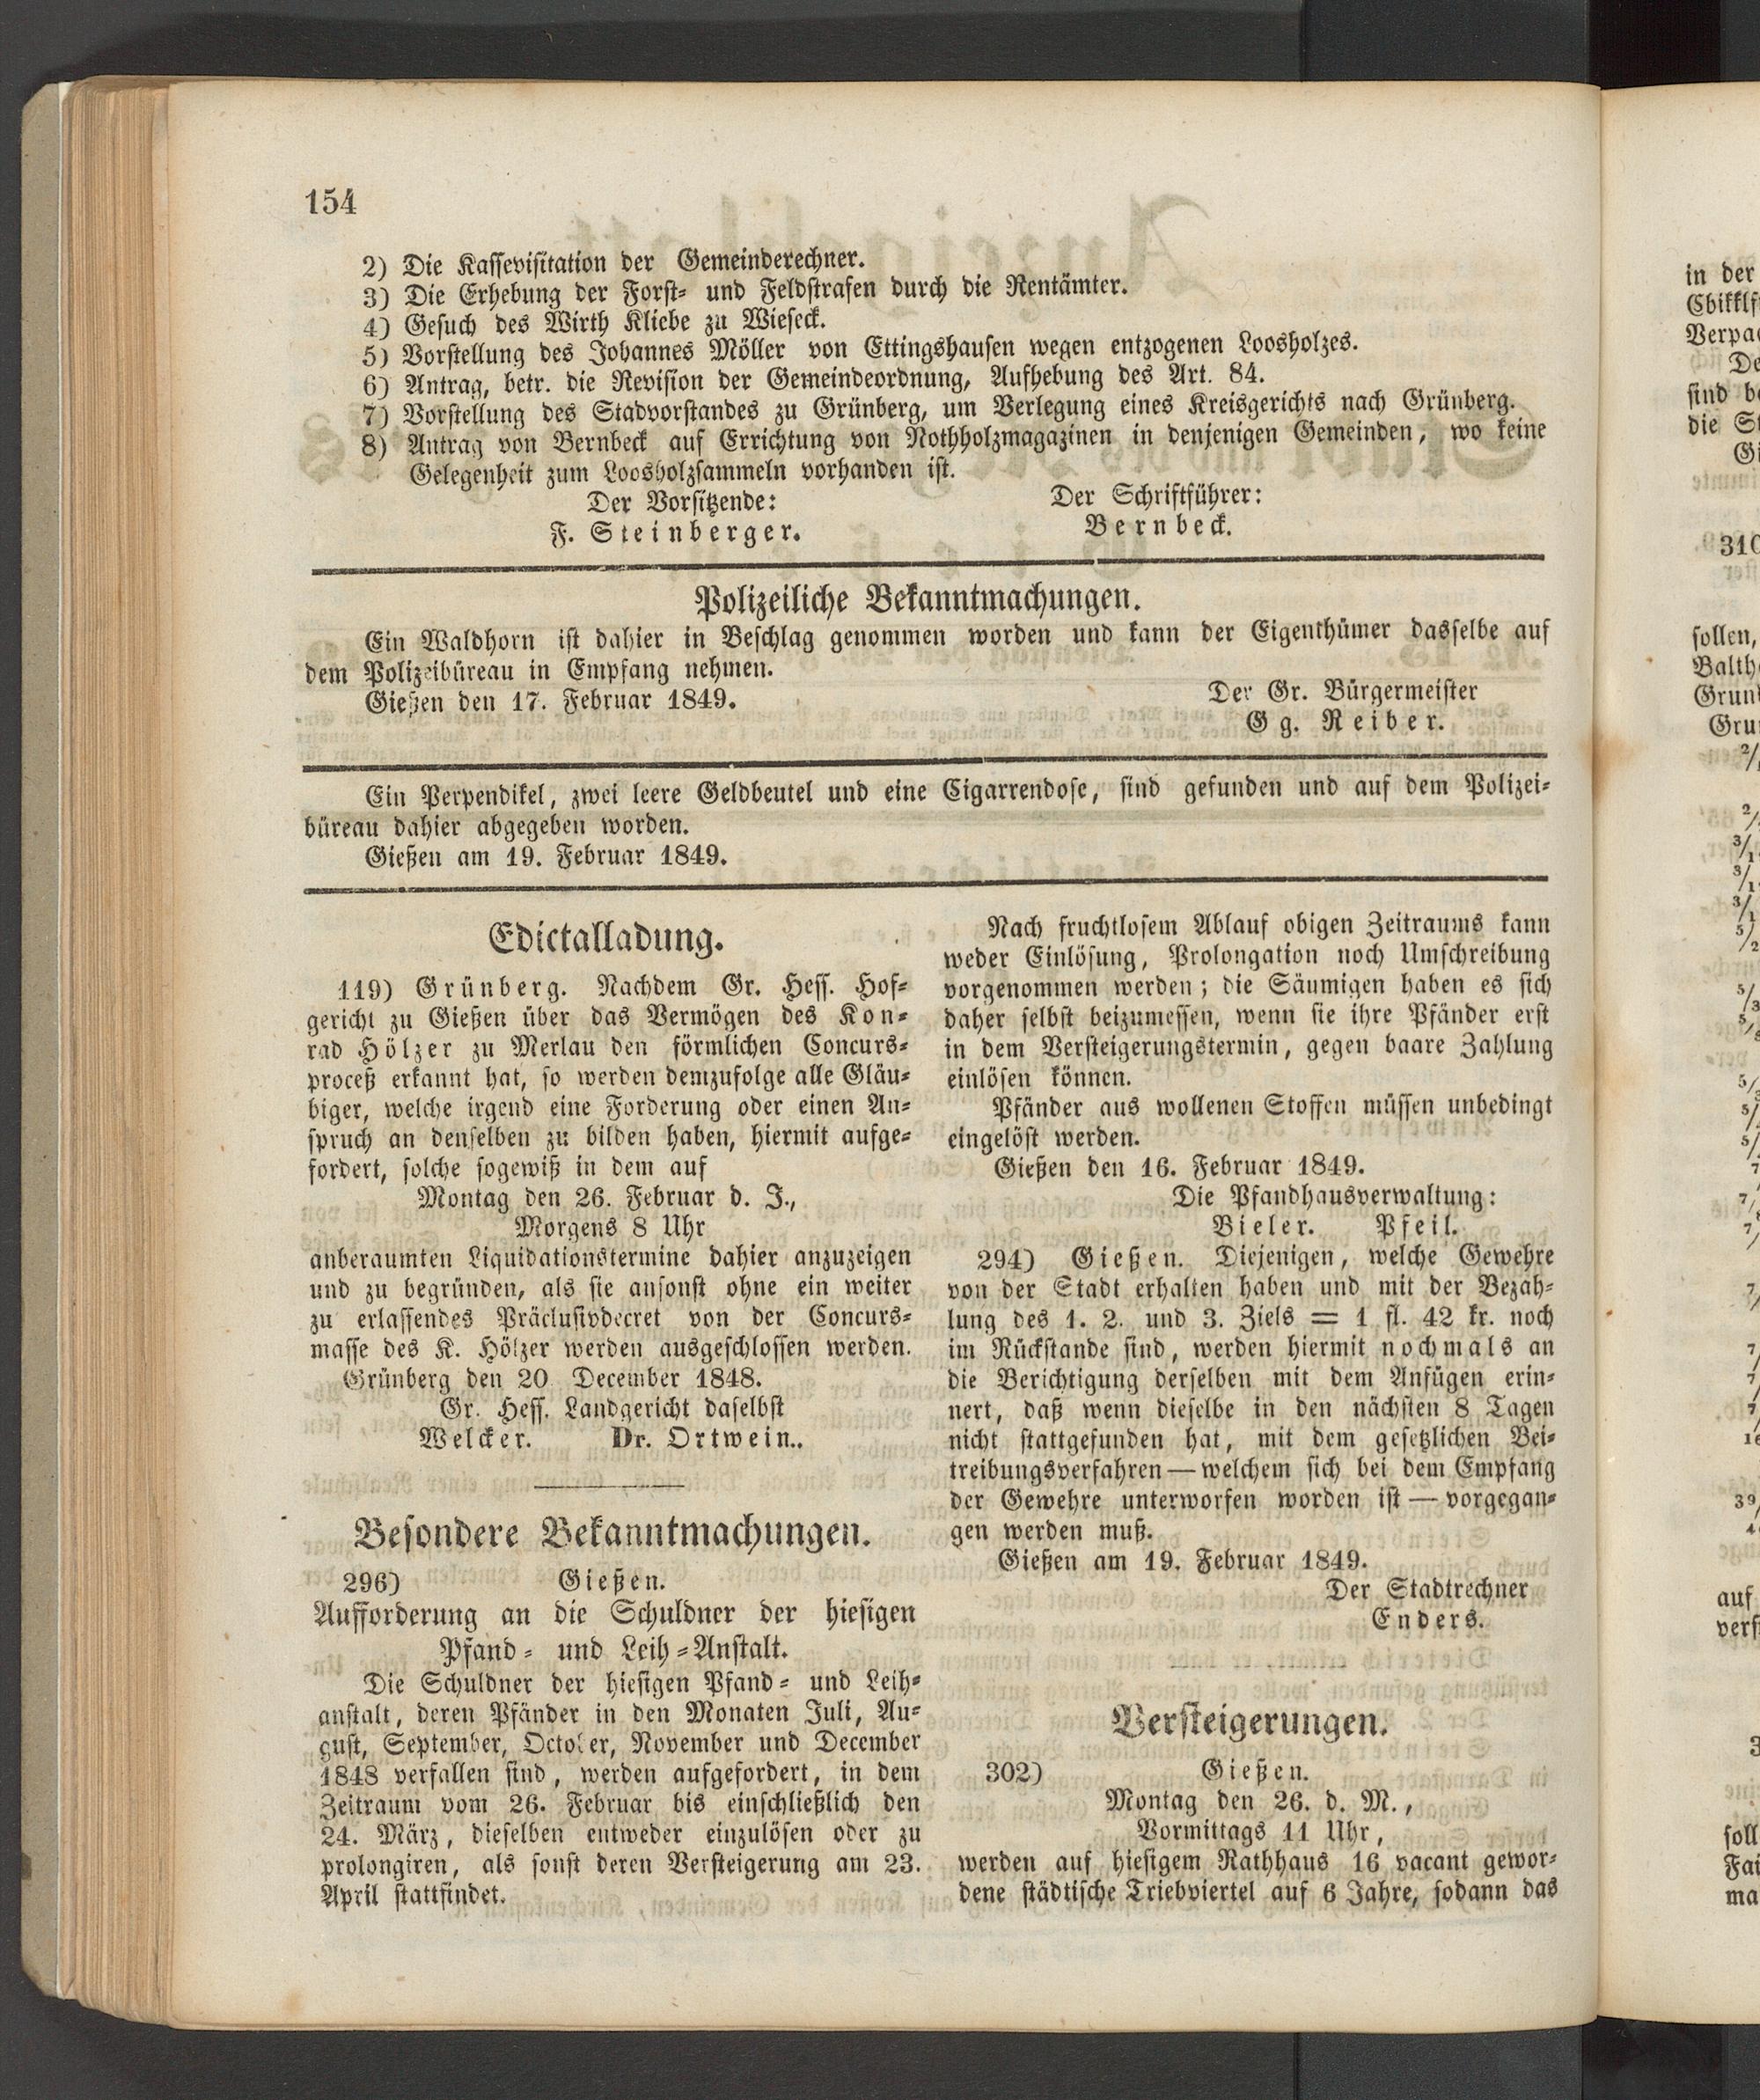 154
2) Die Kassevisitation der Gemeinderechner.
3) Die Erhebung der Forst- und Feldstrafen durch die Rentämter.
4) Gesuch des Wirth Kliebe zu Wieseck.
5) Vorstellung des Johannes Möller von Ettingshausen wegen entzogenen Loosholzes.
6) Antrag, betr. die Revision der Gemeindeordnung, Aufhebung des Art. 84.
7) Vorstellung des Stadvorstandes zu Grünberg, um Verlegung eines Kreisgerichts nach Grünberg.
8) Antrag von Bernbeck auf Errichtung von Nothholzmagazinen in denjenigen Gemeinden, wo keine
Gelegenheit zum Loosholzsammeln vorhanden ist.
Der Vorsitzende:
F. Steinberger.
Der Schriftführer:
Bernbeck.
Polizeiliche Bekanntmachungen.
Ein Waldhorn ist dahier in Beschlag genommen worden und kann der Eigenthümer dasselbe auf
dem Polizeibüreau in Empfang nehmen.
Gießen den 17. Februar 1849.
Der Gr. Bürgermeister
Gg. Reiber.
Ein Perpendikel, zwei leere Geldbeutel und eine Cigarrendose, sind gefunden und auf dem Polizei-
büreau dahier abgegeben worden.
Gießen am 19. Februar 1849.
Edictalladung.
119) Grünberg. Nachdem Gr. Hess. Hof-
gericht zu Gießen über das Vermögen des Kon-
rad Hölzer zu Merlau den förmlichen Concurs-
proceß erkannt hat, so werden demzufolge alle Gläu-
biger, welche irgend eine Forderung oder einen An-
spruch an denselben zu bilden haben, hiermit aufge-
fordert, solche sogewiß in dem auf
Montag den 26. Februar d. J.,
Morgens 8 Uhr
anberaumten Liquidationstermine dahier anzuzeigen
und zu begründen, als sie ansonst ohne ein weiter
zu erlassendes Präclusivdecret von der Concurs-
masse des K. Hölzer werden ausgeschlossen werden.
Grünberg den 20 December 1848.
Gr. Hess. Landgericht daselbst
Welcker. Dr. Ortwein..
Besondere Bekanntmachungen.
296) Gießen.
Aufforderung an die Schuldner der hiesigen
Pfand- und Leih-Anstalt.
Die Schuldner der hiesigen Pfand- und Leih-
anstalt, deren Pfänder in den Monaten Juli, Au-
gust, September, October, November und December
1848 verfallen sind, werden aufgefordert, in dem
Zeitraum vom 26. Februar bis einschließlich den
24. März, dieselben entweder einzulösen oder zu
prolongiren, als sonst deren Versteigerung am 23.
April stattfindet.
Nach fruchtlosem Ablauf obigen Zeitraums kann
weder Einlösung, Prolongation noch Umschreibung
vorgenommen werden; die Säumigen haben es sich
daher selbst beizumessen, wenn sie ihre Pfänder erst
in dem Versteigerungstermin, gegen baare Zahlung
einlösen können.
Pfänder aus wollenen Stoffen müssen unbedingt
eingelöst werden.
Gießen den 16. Februar 1849.
Die Pfandhausverwaltung:
Bieler. Pfeil.
294) Gießen. Diejenigen, welche Gewehre
von der Stadt erhalten haben und mit der Bezah-
lung des 1. 2. und 3. Ziels = 1 fl. 42 kr. noch
im Rückstande sind, werden hiermit nochmals an
die Berichtigung derselben mit dem Anfügen erin-
nert, daß wenn dieselbe in den nächsten 8 Tagen
nicht stattgefunden hat, mit dem gesetzlichen Bei-
treibungsverfahren — welchem sich bei dem Empfang
der Gewehre unterworfen worden ist — vorgegan-
gen werden muß.
Gießen am 19. Februar 1849.
Der Stadtrechner
Enders.
Versteigerungen.
302) Gießen.
Montag den 26. d. M.,
Vormittags 11 Uhr,
werden auf hiesigem Rathhaus 16 vacant gewor-
dene städtische Triebviertel auf 6 Jahre, sodann das
in der
sind
die
310
sollen,
auf